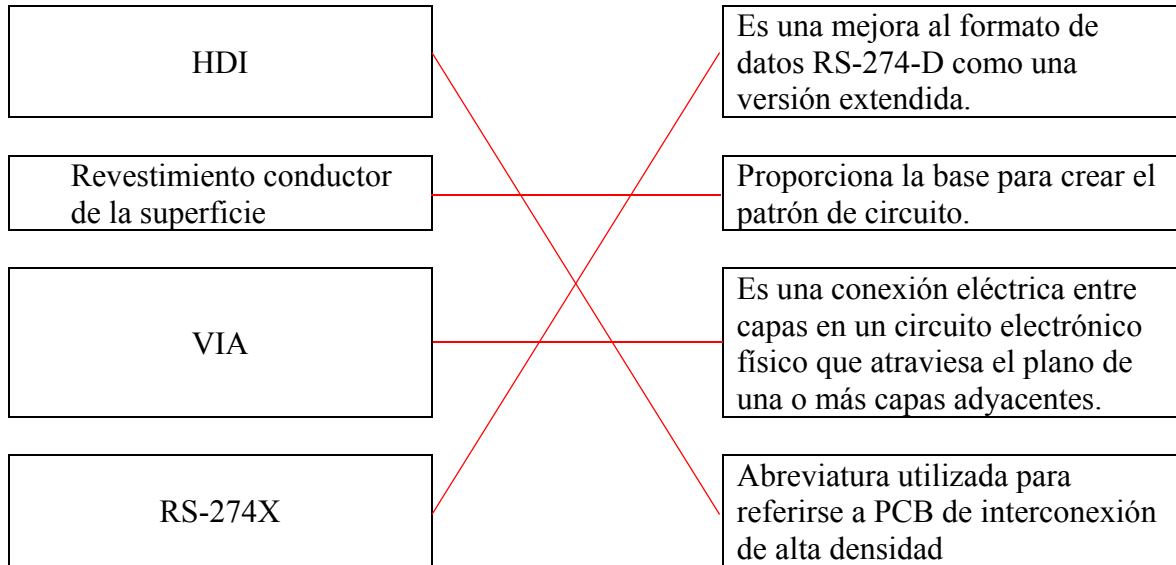 HDI
Es una mejora al formato de
datos RS-274-D como una
versión extendida.
Revestimiento conductor
de la superficie
Proporciona la base para crear el
patrón de circuito.
VIA
Es una conexión eléctrica entre
capas en un circuito electrónico
físico que atraviesa el plano de
una o más capas adyacentes.
RS-274X
Abreviatura utilizada para
referirse a PCB de interconexión
de alta densidad